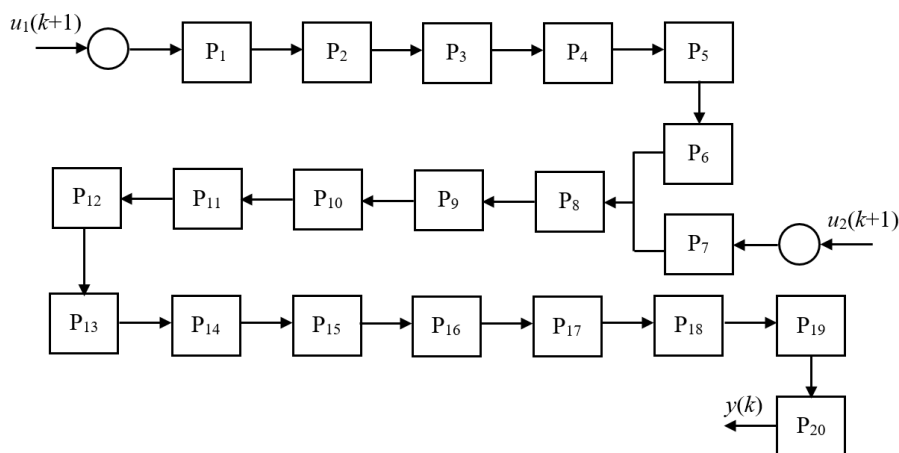 u₁(k+1)
P₁ P₂ P₃ P₄ P₅
P₆
P₁₂ P₁₁ P₁₀ P₉ P₈
P₇ u₂(k+1)
P₁₃ P₁₄ P₁₅ P₁₆ P₁₇ P₁₈ P₁₉
y(k) P₂₀